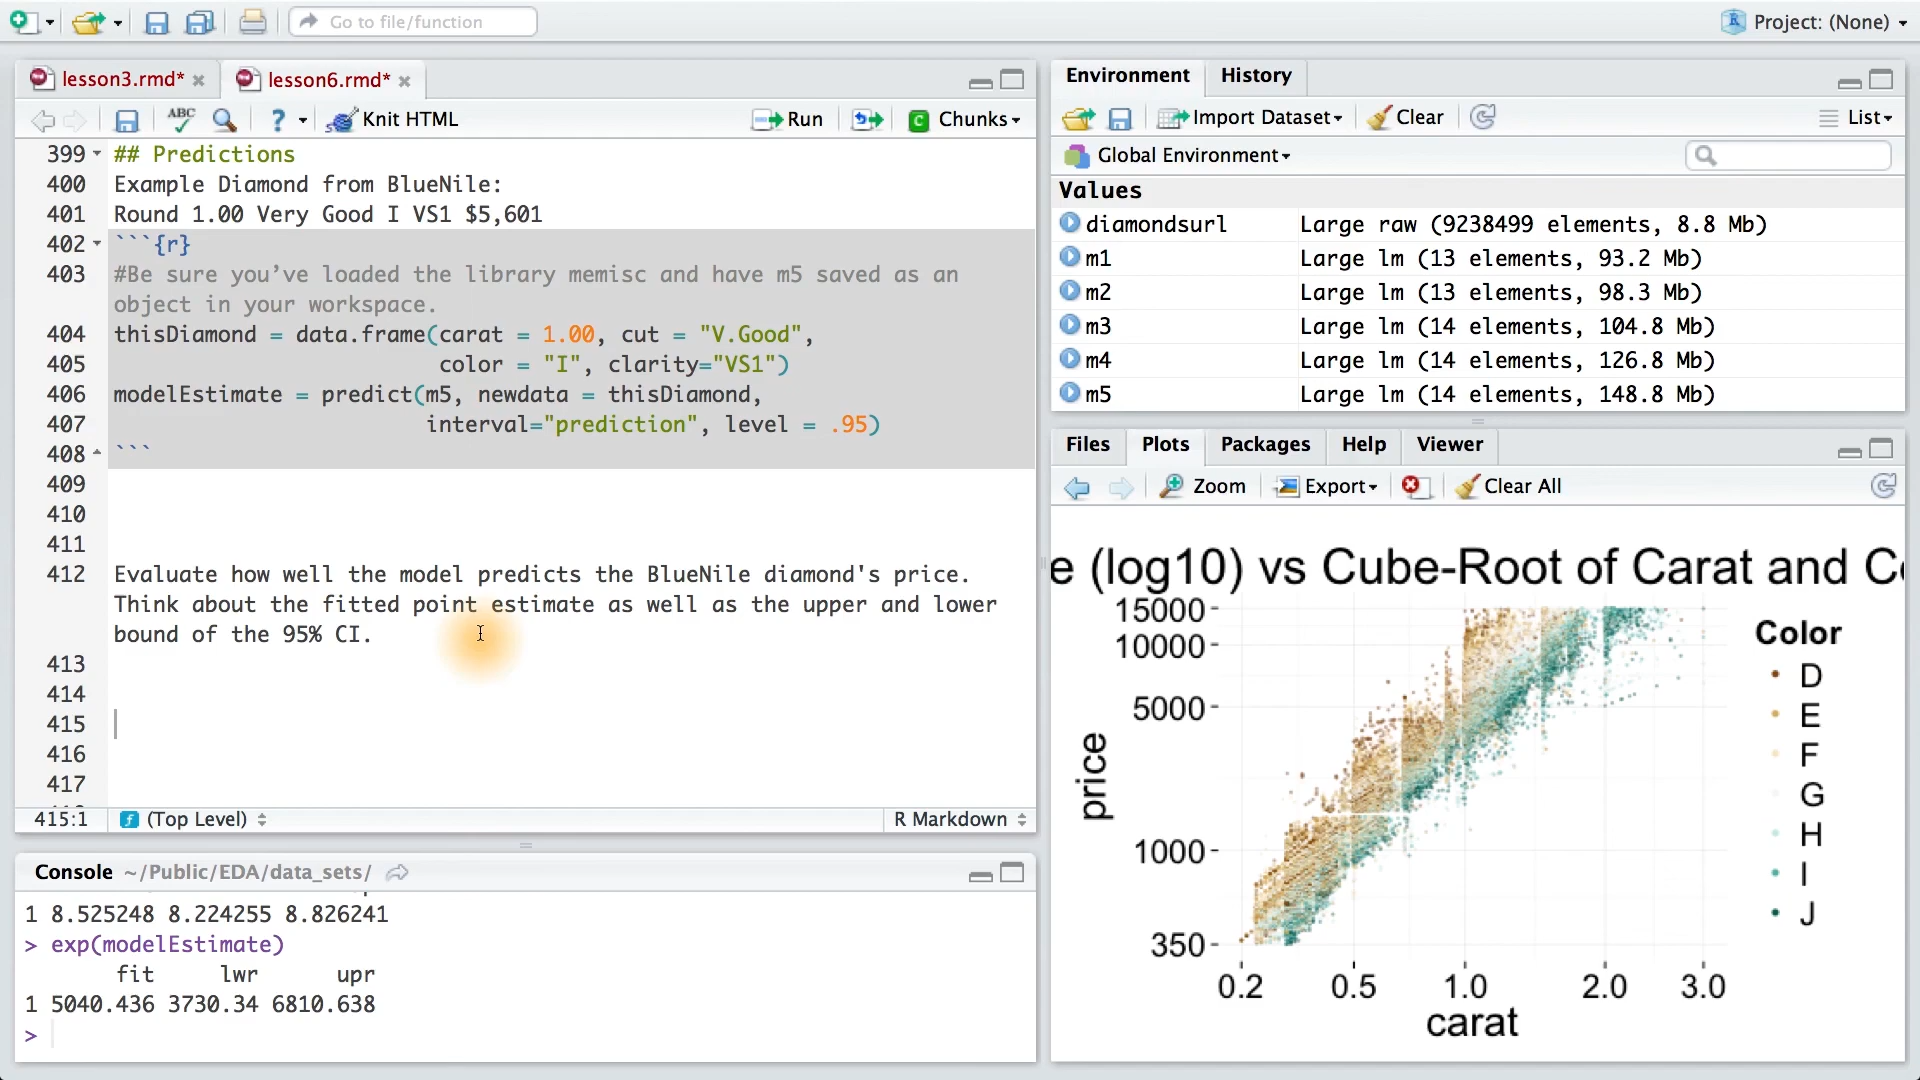 Go to file/function
Project: (None)
lesson3.rmd*
lesson6.rmd*
ABC
?
Knit HTML
Run
C Chunks
399 ## Predictions
400 Example Diamond from BlueNile:
401 Round 1.00 Very Good I VS1 $5,601
402 ```{r}
403 #Be sure you’ve loaded the library memisc and have m5 saved as an
object in your workspace.
404 thisDiamond = data.frame(carat = 1.00, cut = "V.Good",
405 color = "I", clarity="VS1")
406 modelEstimate = predict(m5, newdata = thisDiamond,
407 interval="prediction", level = .95)
408 ```
409
410
411
412 Evaluate how well the model predicts the BlueNile diamond's price.
Think about the fitted point estimate as well as the upper and lower
bound of the 95% CI.
413
414
415
416
417
415:1 (Top Level) R Markdown
Console ~/Public/EDA/data_sets/
1 8.525248 8.224255 8.826241
> exp(modelEstimate)
fit lwr upr
1 5040.436 3730.34 6810.638
>
Environment History
Import Dataset Clear List
Global Environment
Values
diamondsurl Large raw (9238499 elements, 8.8 Mb)
m1 Large lm (13 elements, 93.2 Mb)
m2 Large lm (13 elements, 98.3 Mb)
m3 Large lm (14 elements, 104.8 Mb)
m4 Large lm (14 elements, 126.8 Mb)
m5 Large lm (14 elements, 148.8 Mb)
Files Plots Packages Help Viewer
Zoom Export Clear All
e (log10) vs Cube-Root of Carat and C
15000
10000
5000
1000
350
price
0.2 0.5 1.0 2.0 3.0
carat
Color
D
E
F
G
H
I
J